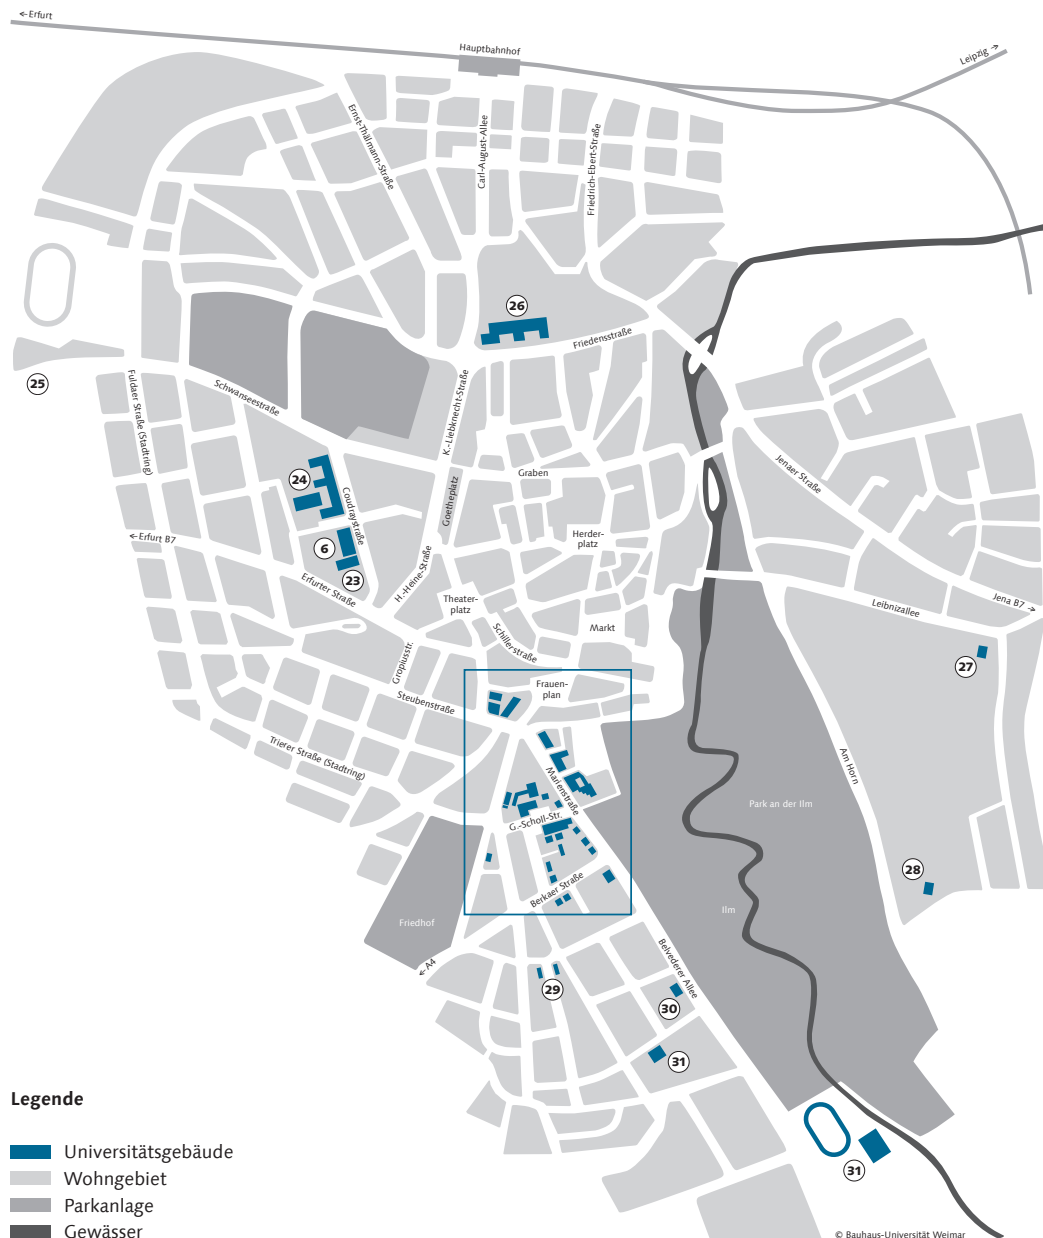 ←Erfurt
Hauptbahnhof
Leipzig →
Ernst-Thälmann-Straße
Carl-August-Allee
Friedrich-Ebert-Straße
26
Friedensstraße
25
Fuldaer Straße (Stadtring)
Schwanseestraße
K.-Liebknecht-Straße
Graben
Goetheplatz
Jenaer Straße
24
Coudraystraße
←Erfurt B7
6
23
Herder-
platz
Erfurter Straße
H.-Heine-Straße
Theater-
platz
Schillerstraße
Markt
Leibnizallee
Jena B7 →
27
Gropiusstr.
Frauen-
plan
Steubenstraße
Trierer Straße (Stadtring)
Marienstraße
Am Horn
Park an der Ilm
G.-Scholl-Str.
28
Berkaer Straße
Friedhof
Ilm
←A4
Belvederer Allee
29
30
31
31
Legende
Universitätsgebäude
Wohngebiet
Parkanlage
Gewässer
© Bauhaus-Universität Weimar